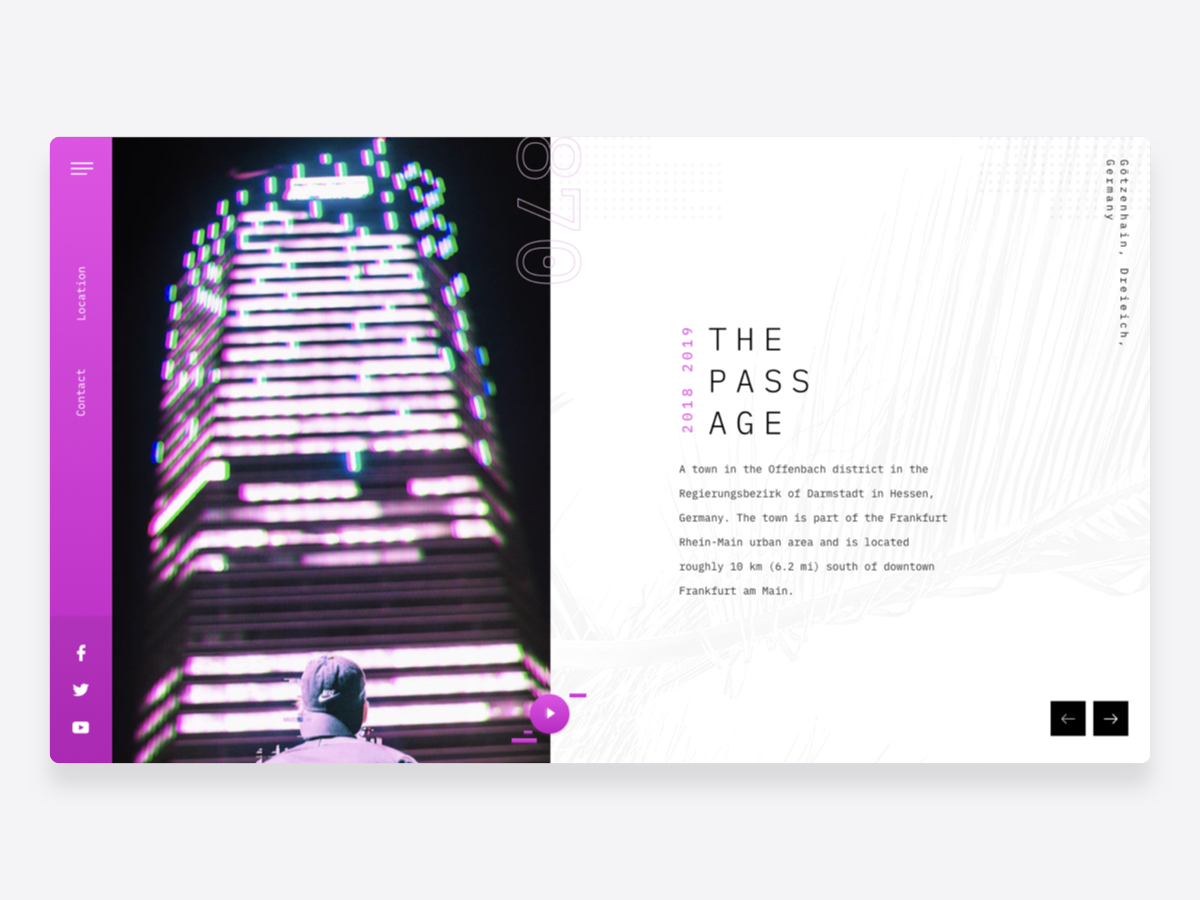 Location
Contact
870
Götzenhain, Dreieich,
Germany
2018 2019
THE
PASS
AGE
A town in the Offenbach district in the
Regierungsbezirk of Darmstadt in Hessen,
Germany. The town is part of the Frankfurt
Rhein-Main urban area and is located
roughly 10 km (6.2 mi) south of downtown
Frankfurt am Main.